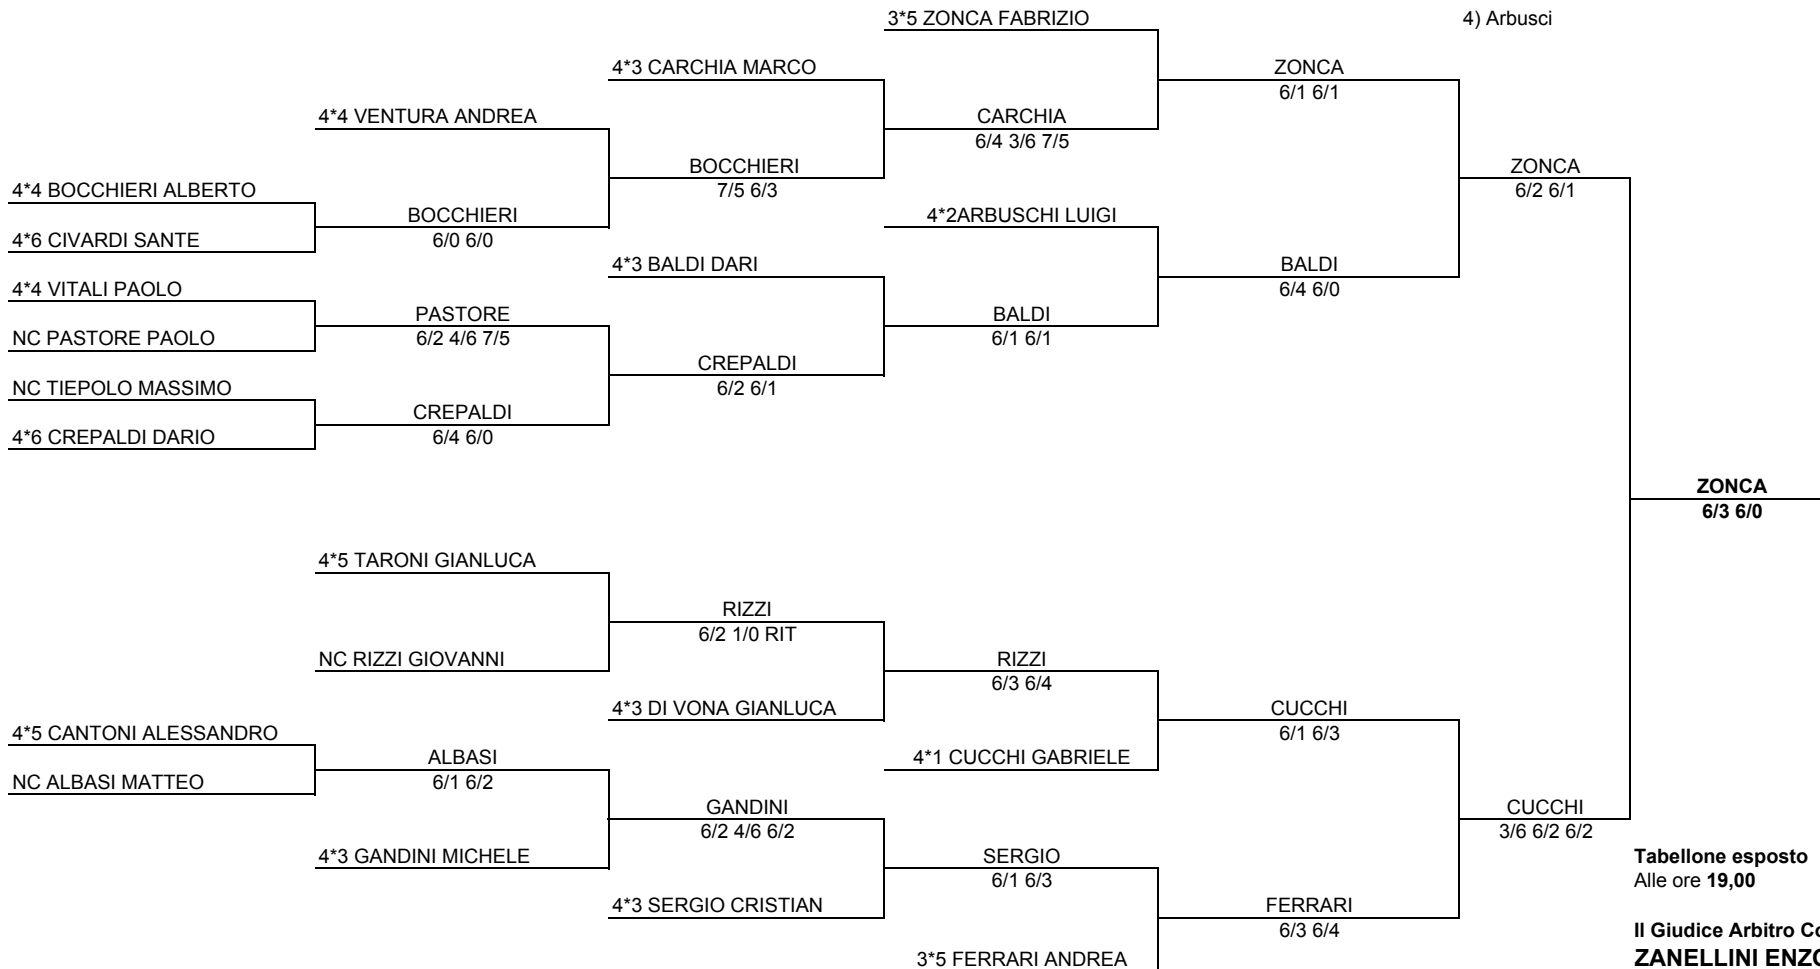 3*5 ZONCA FABRIZIO
4) Arbusci
4*3 CARCHIA MARCO
ZONCA
6/1 6/1
4*4 VENTURA ANDREA
CARCHIA
6/4 3/6 7/5
BOCCHIERI
7/5 6/3
ZONCA
6/2 6/1
4*4 BOCCHIERI ALBERTO
BOCCHIERI
6/0 6/0
4*2ARBUSCHI LUIGI
4*6 CIVARDI SANTE
4*3 BALDI DARI
BALDI
6/4 6/0
4*4 VITALI PAOLO
PASTORE
6/2 4/6 7/5
BALDI
6/1 6/1
NC PASTORE PAOLO
CREPALDI
6/2 6/1
NC TIEPOLO MASSIMO
CREPALDI
6/4 6/0
4*6 CREPALDI DARIO
ZONCA
6/3 6/0
4*5 TARONI GIANLUCA
RIZZI
6/2 1/0 RIT
NC RIZZI GIOVANNI
RIZZI
6/3 6/4
4*3 DI VONA GIANLUCA
CUCCHI
6/1 6/3
4*5 CANTONI ALESSANDRO
ALBASI
6/1 6/2
4*1 CUCCHI GABRIELE
NC ALBASI MATTEO
GANDINI
6/2 4/6 6/2
CUCCHI
3/6 6/2 6/2
4*3 GANDINI MICHELE
SERGIO
6/1 6/3
Tabellone esposto
Alle ore 19,00
4*3 SERGIO CRISTIAN
FERRARI
6/3 6/4
Il Giudice Arbitro Co
ZANELLINI ENZO
3*5 FERRARI ANDREA